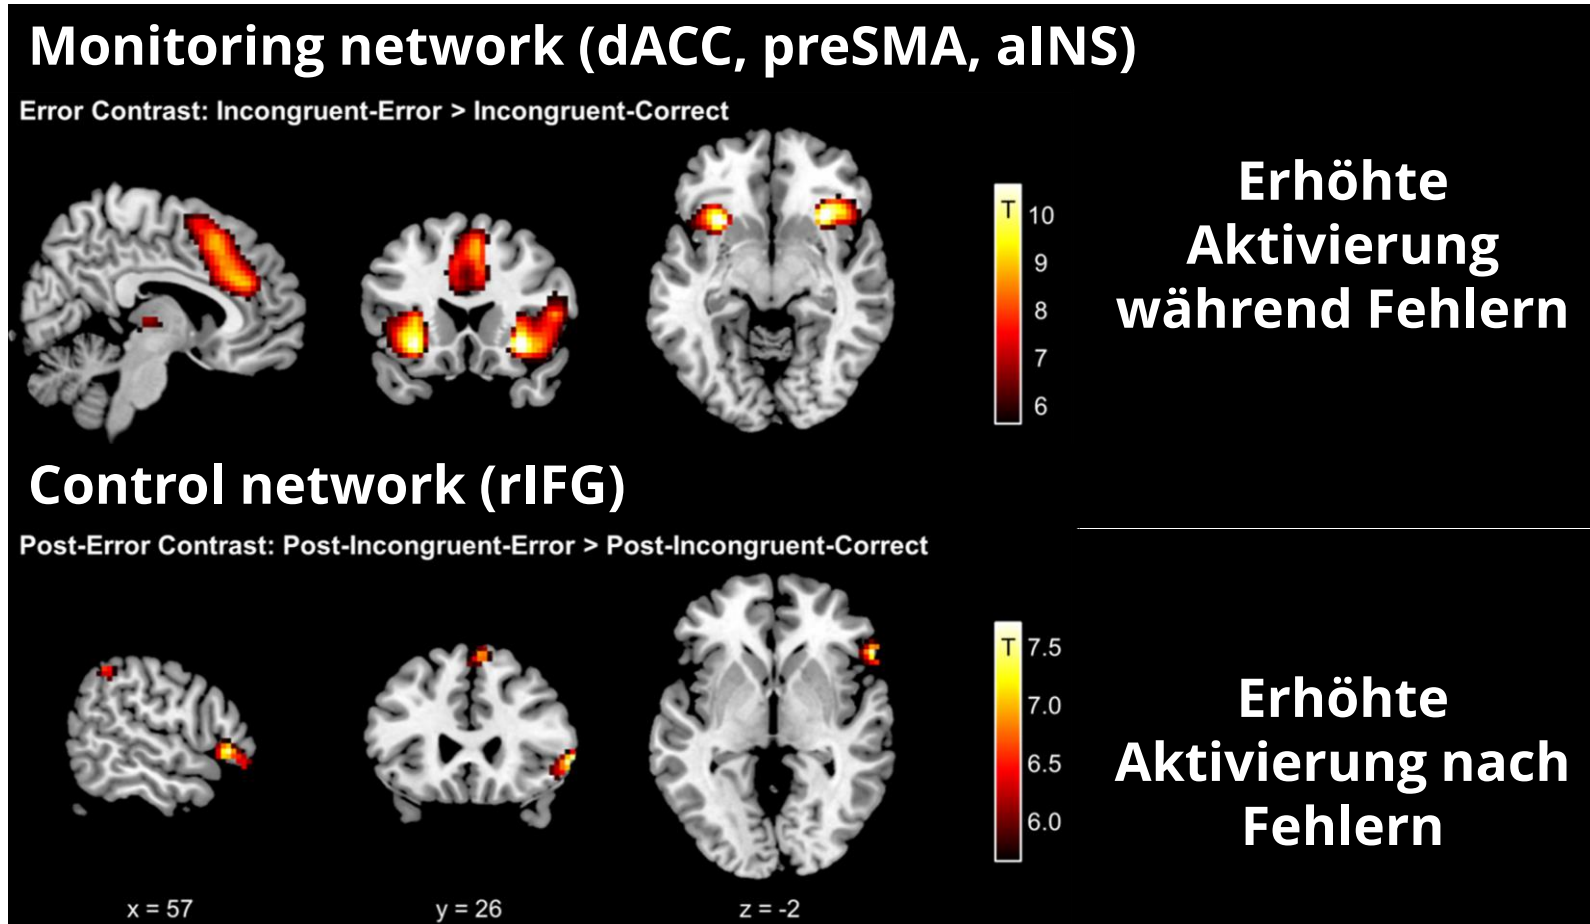 Monitoring network (dACC, preSMA, aINS)
Error Contrast: Incongruent-Error > Incongruent-Correct
T
10
9
8
7
6
Erhöhte
Aktivierung
während Fehlern
Control network (rIFG)
Post-Error Contrast: Post-Incongruent-Error > Post-Incongruent-Correct
T
7.5
7.0
6.5
6.0
Erhöhte
Aktivierung nach
Fehlern
x = 57
y = 26
z = -2